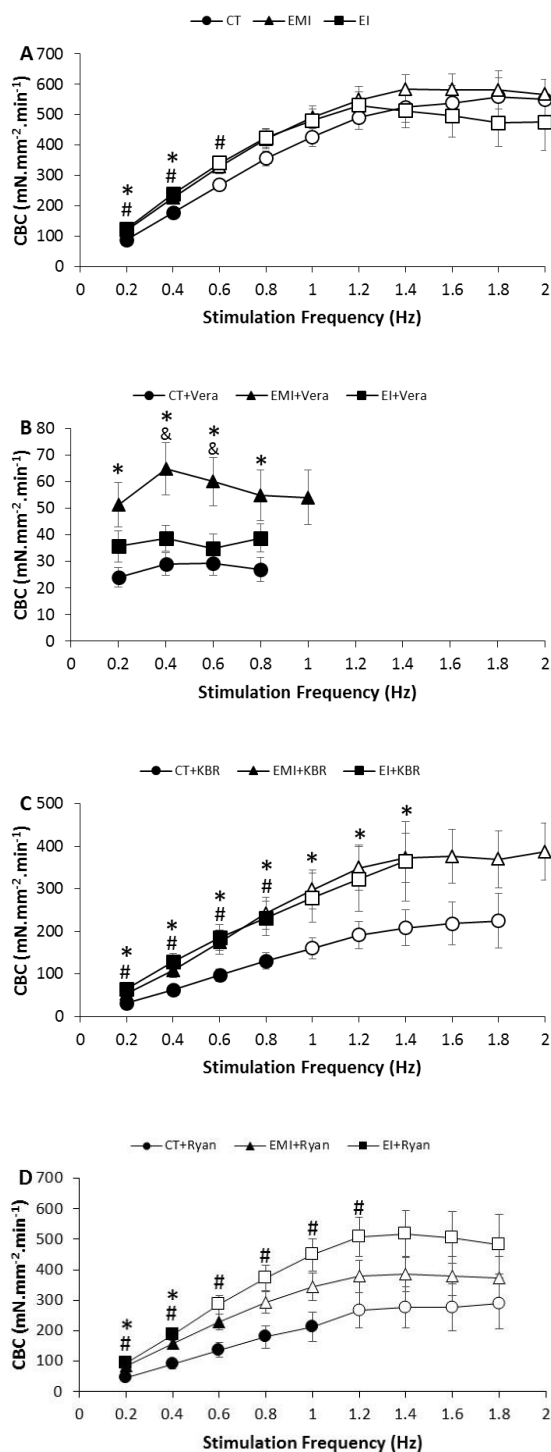 CT EMI EI
A
700
600
* *
500
# # #
400
300
200
100
0
CBC (mN.mm-2.min-1)
0 0.2 0.4 0.6 0.8 1 1.2 1.4 1.6 1.8 2
Stimulation Frequency (Hz)
CT+Vera EMI+Vera EI+Vera
B
80
* * * *
& &
70
60
50
40
30
20
10
0
CBC (mN.mm-2.min-1)
0 0.2 0.4 0.6 0.8 1 1.2 1.4 1.6 1.8 2
Stimulation Frequency (Hz)
CT+KBR EMI+KBR EI+KBR
C
500
* * * * * * *
# # # #
400
300
200
100
0
CBC (mN.mm-2.min-1)
0 0.2 0.4 0.6 0.8 1 1.2 1.4 1.6 1.8 2
Stimulation Frequency (Hz)
CT+Ryan EMI+Ryan EI+Ryan
D
700
* *
# # # # # #
600
500
400
300
200
100
0
CBC (mN.mm-2.min-1)
0 0.2 0.4 0.6 0.8 1 1.2 1.4 1.6 1.8 2
Stimulation Frequency (Hz)